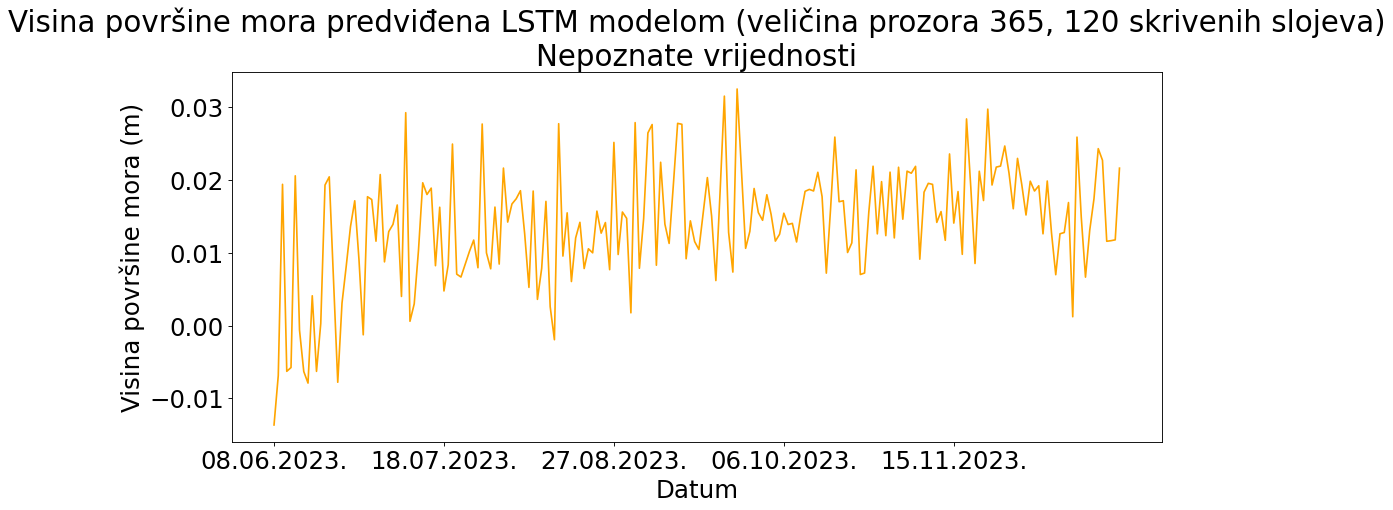 Visina površine mora predviđena LSTM modelom (veličina prozora 365, 120 skrivenih slojeva)
Nepoznate vrijednosti
Visina površine mora (m)
0.03
0.02
0.01
0.00
−0.01
08.06.2023. 18.07.2023. 27.08.2023. 06.10.2023. 15.11.2023.
Datum